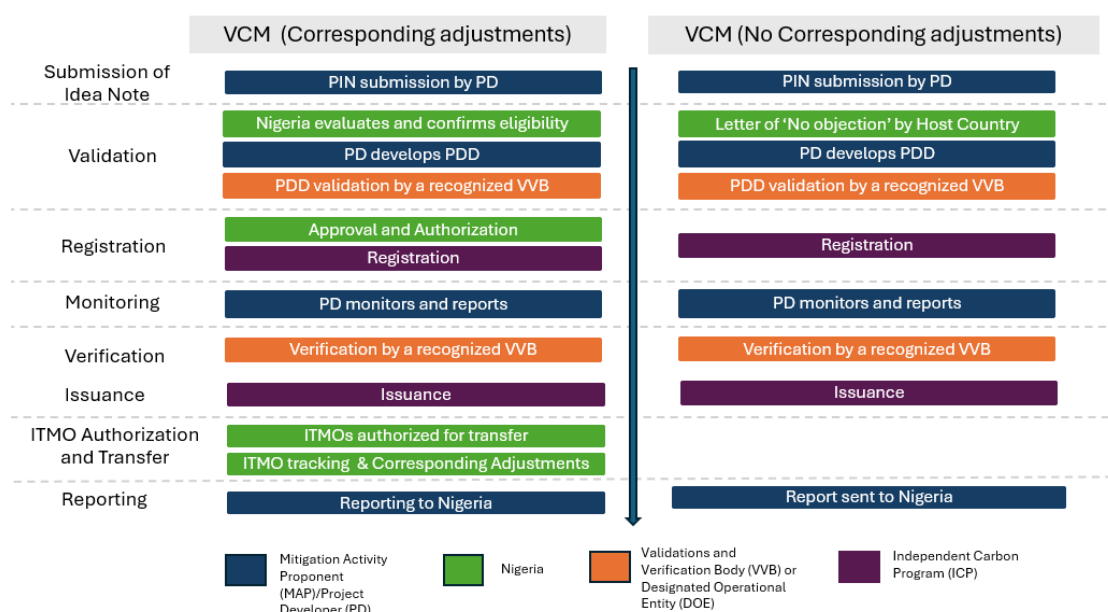 VCM (Corresponding adjustments)
VCM (No Corresponding adjustments)
Submission of
Idea Note
PIN submission by PD
PIN submission by PD
Validation
Nigeria evaluates and confirms eligibility
Letter of ‘No objection’ by Host Country
PD develops PDD
PD develops PDD
PDD validation by a recognized VVB
PDD validation by a recognized VVB
Registration
Approval and Authorization
Registration
Registration
Monitoring
PD monitors and reports
PD monitors and reports
Verification
Verification by a recognized VVB
Verification by a recognized VVB
Issuance
Issuance
Issuance
ITMO Authorization
and Transfer
ITMOs authorized for transfer
ITMO tracking & Corresponding Adjustments
Reporting
Reporting to Nigeria
Report sent to Nigeria
Mitigation Activity
Proponent
(MAP)/Project
Developer (PD)
Nigeria
Validations and
Verification Body (VVB) or
Designated Operational
Entity (DOE)
Independent Carbon
Program (ICP)